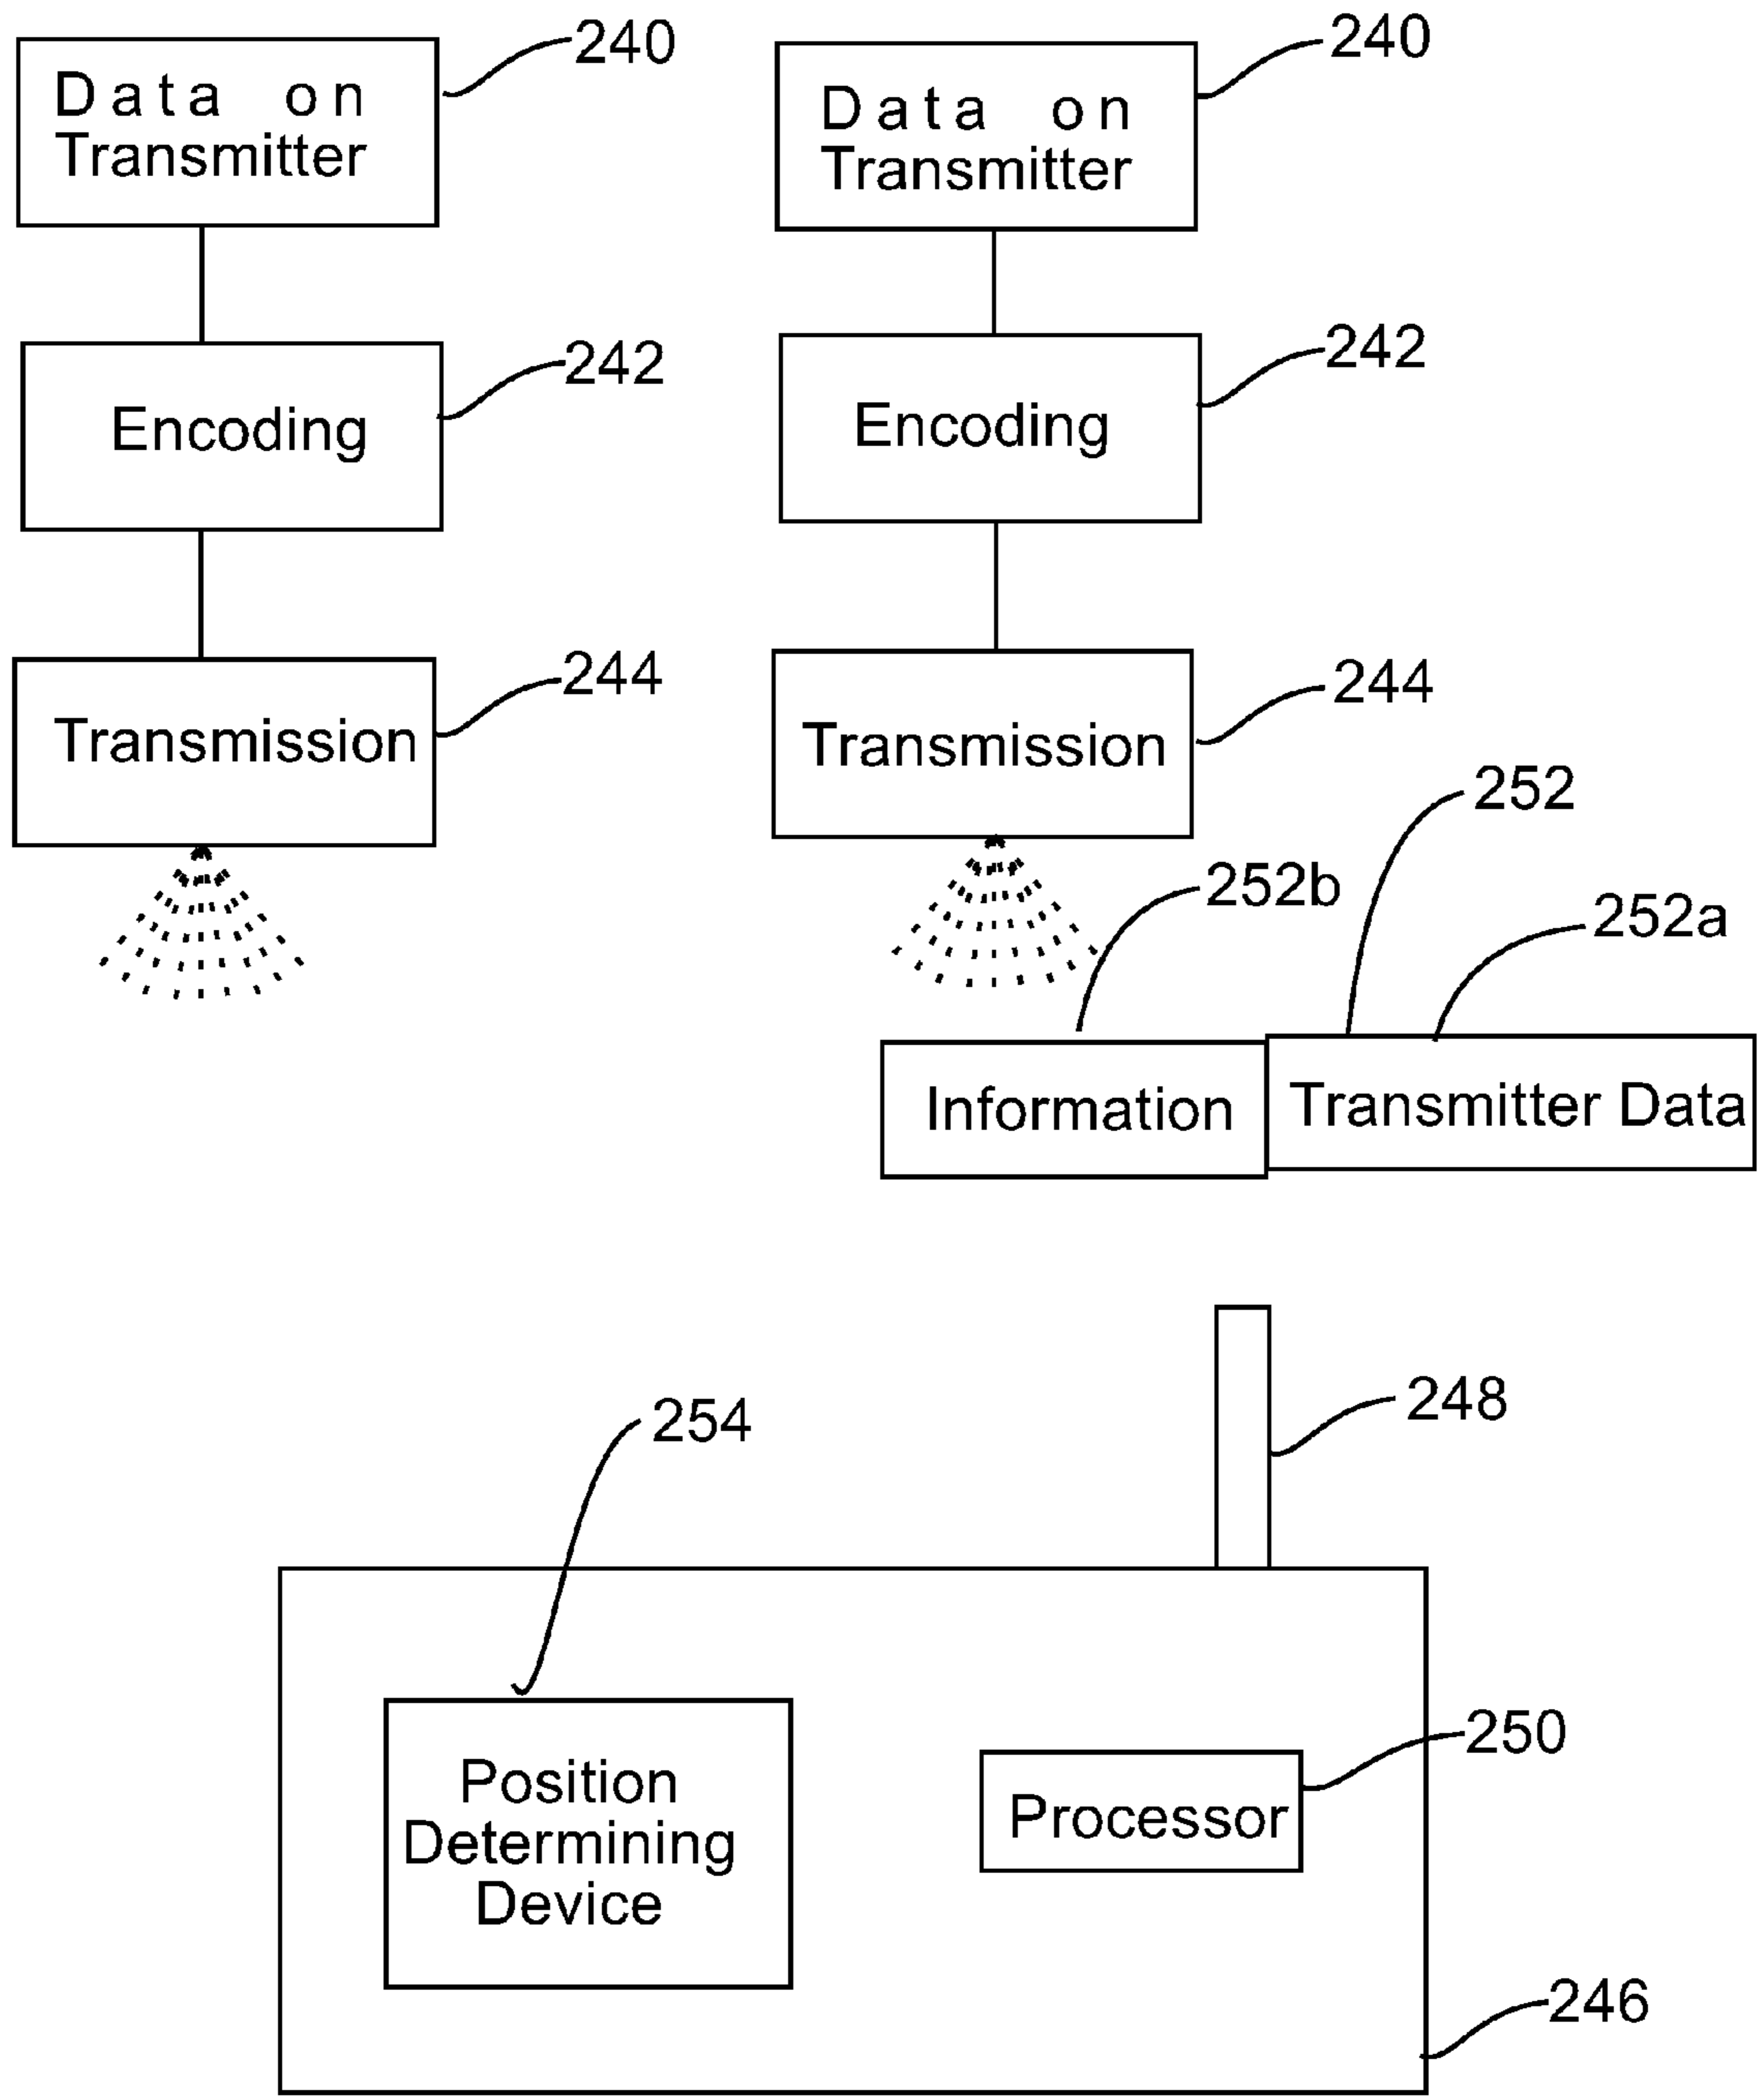 240
Data on
Transmitter
240
Data on
Transmitter
242
Encoding
242
Encoding
244
Transmission
244
Transmission
252
252b
252a
Information
Transmitter Data
248
254
250
Position
Determining
Device
Processor
246